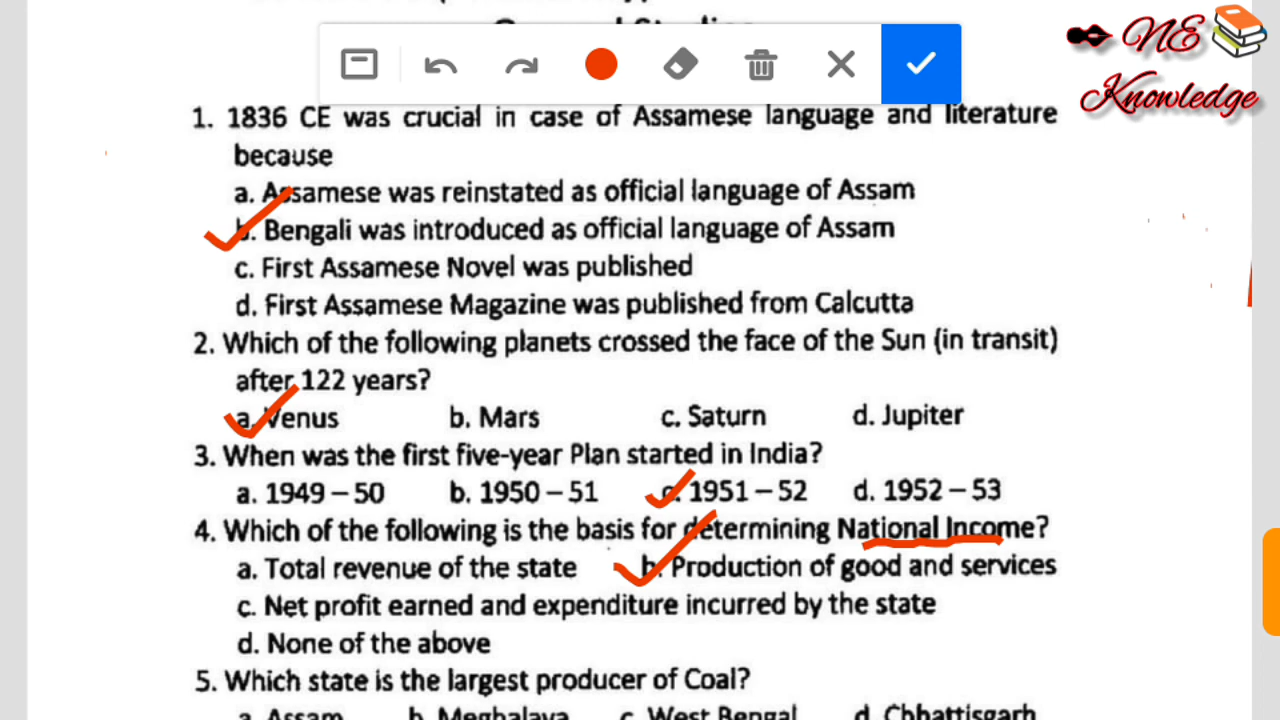 NE
Knowledge
1. 1836 CE was crucial in case of Assamese language and literature
because
a. Assamese was reinstated as official language of Assam
b. Bengali was introduced as official language of Assam
c. First Assamese Novel was published
d. First Assamese Magazine was published from Calcutta
2. Which of the following planets crossed the face of the Sun (in transit)
after 122 years?
a. Venus b. Mars c. Saturn d. Jupiter
3. When was the first five-year Plan started in India?
a. 1949 – 50 b. 1950 – 51 c. 1951 – 52 d. 1952 – 53
4. Which of the following is the basis for determining National Income?
a. Total revenue of the state b. Production of good and services
c. Net profit earned and expenditure incurred by the state
d. None of the above
5. Which state is the largest producer of Coal?
a. Assam b. Meghalaya c. West Bengal d. Chhattisgarh